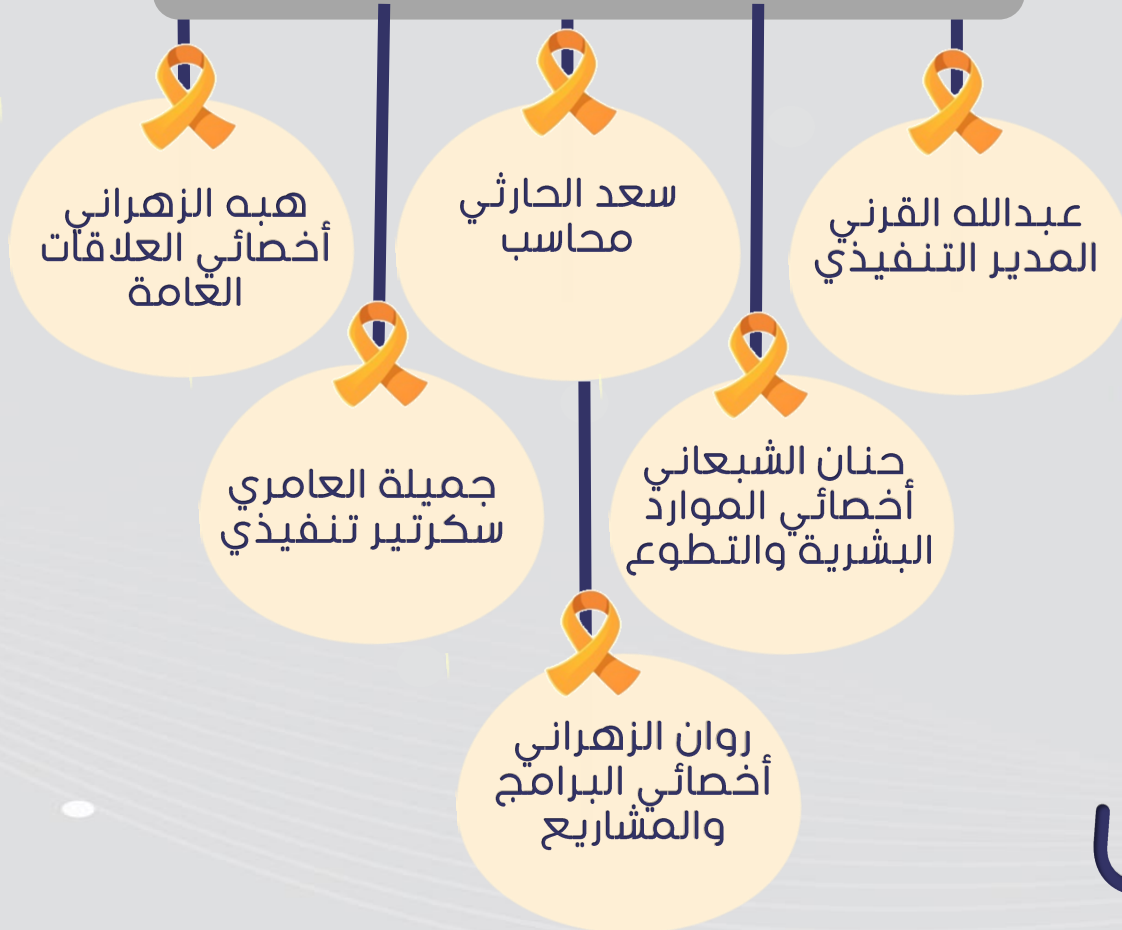 عبدالله القرني
المدير التنفيذي
سعد الحارثي
محاسب
هبه الزهراني
أخصائي العلاقات
العامة
حنان الشبعاني
أخصائي الموارد
البشرية والتطوع
جميلة العامري
سكرتير تنفيذي
روان الزهراني
أخصائي البرامج
والمشاريع